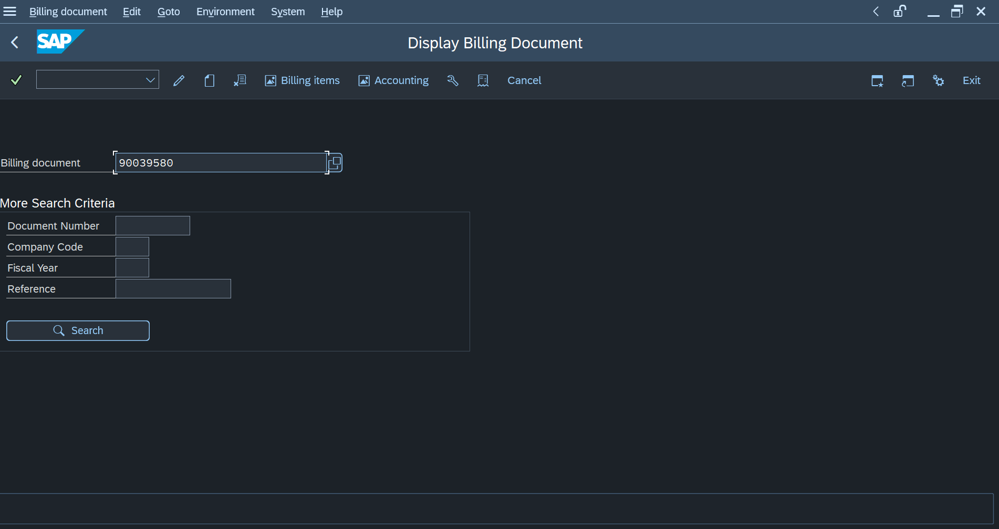 Billing document Edit Goto Environment System Help
SAP Display Billing Document
Billing items Accounting Cancel Exit
Billing document 90039580
More Search Criteria
Document Number
Company Code
Fiscal Year
Reference
Search